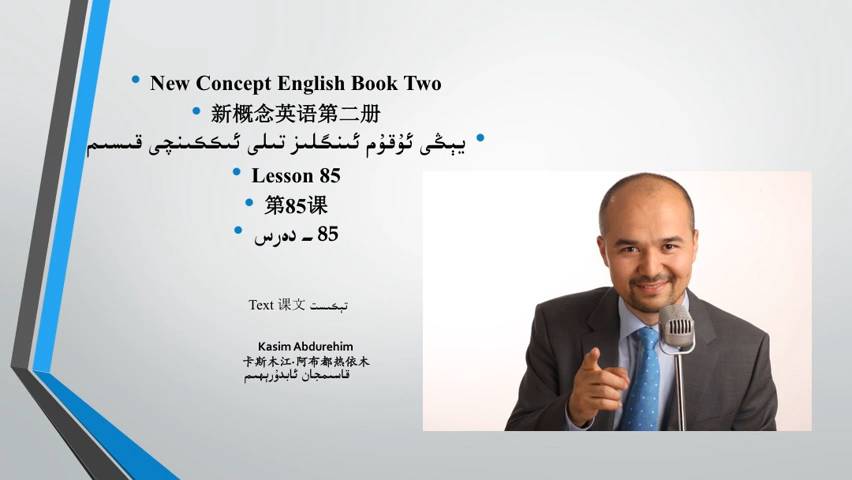 New Concept English Book Two
新概念英语第二册
يېڭى ئۇقۇم ئىنگلىز تىلى ئىككىنچى قىسىم
Lesson 85
第85课
85 ـ دەرس
Text 课文 تېكىست
Kasim Abdurehim
卡斯木江·阿布都热依木
قاسىمجان ئابدۇرېھىم